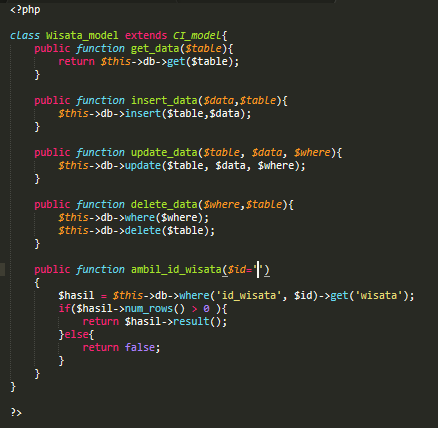 <?php
class Wisata_model extends CI_model{
public function get_data($table){
return $this->db->get($table);
}
public function insert_data($data,$table){
$this->db->insert($table,$data);
}
public function update_data($table, $data, $where){
$this->db->update($table, $data, $where);
}
public function delete_data($where,$table){
$this->db->where($where);
$this->db->delete($table);
}
public function ambil_id_wisata($id='')
{
$hasil = $this->db->where('id_wisata', $id)->get('wisata');
if($hasil->num_rows() > 0 ){
return $hasil->result();
}else{
return false;
}
}
}
?>